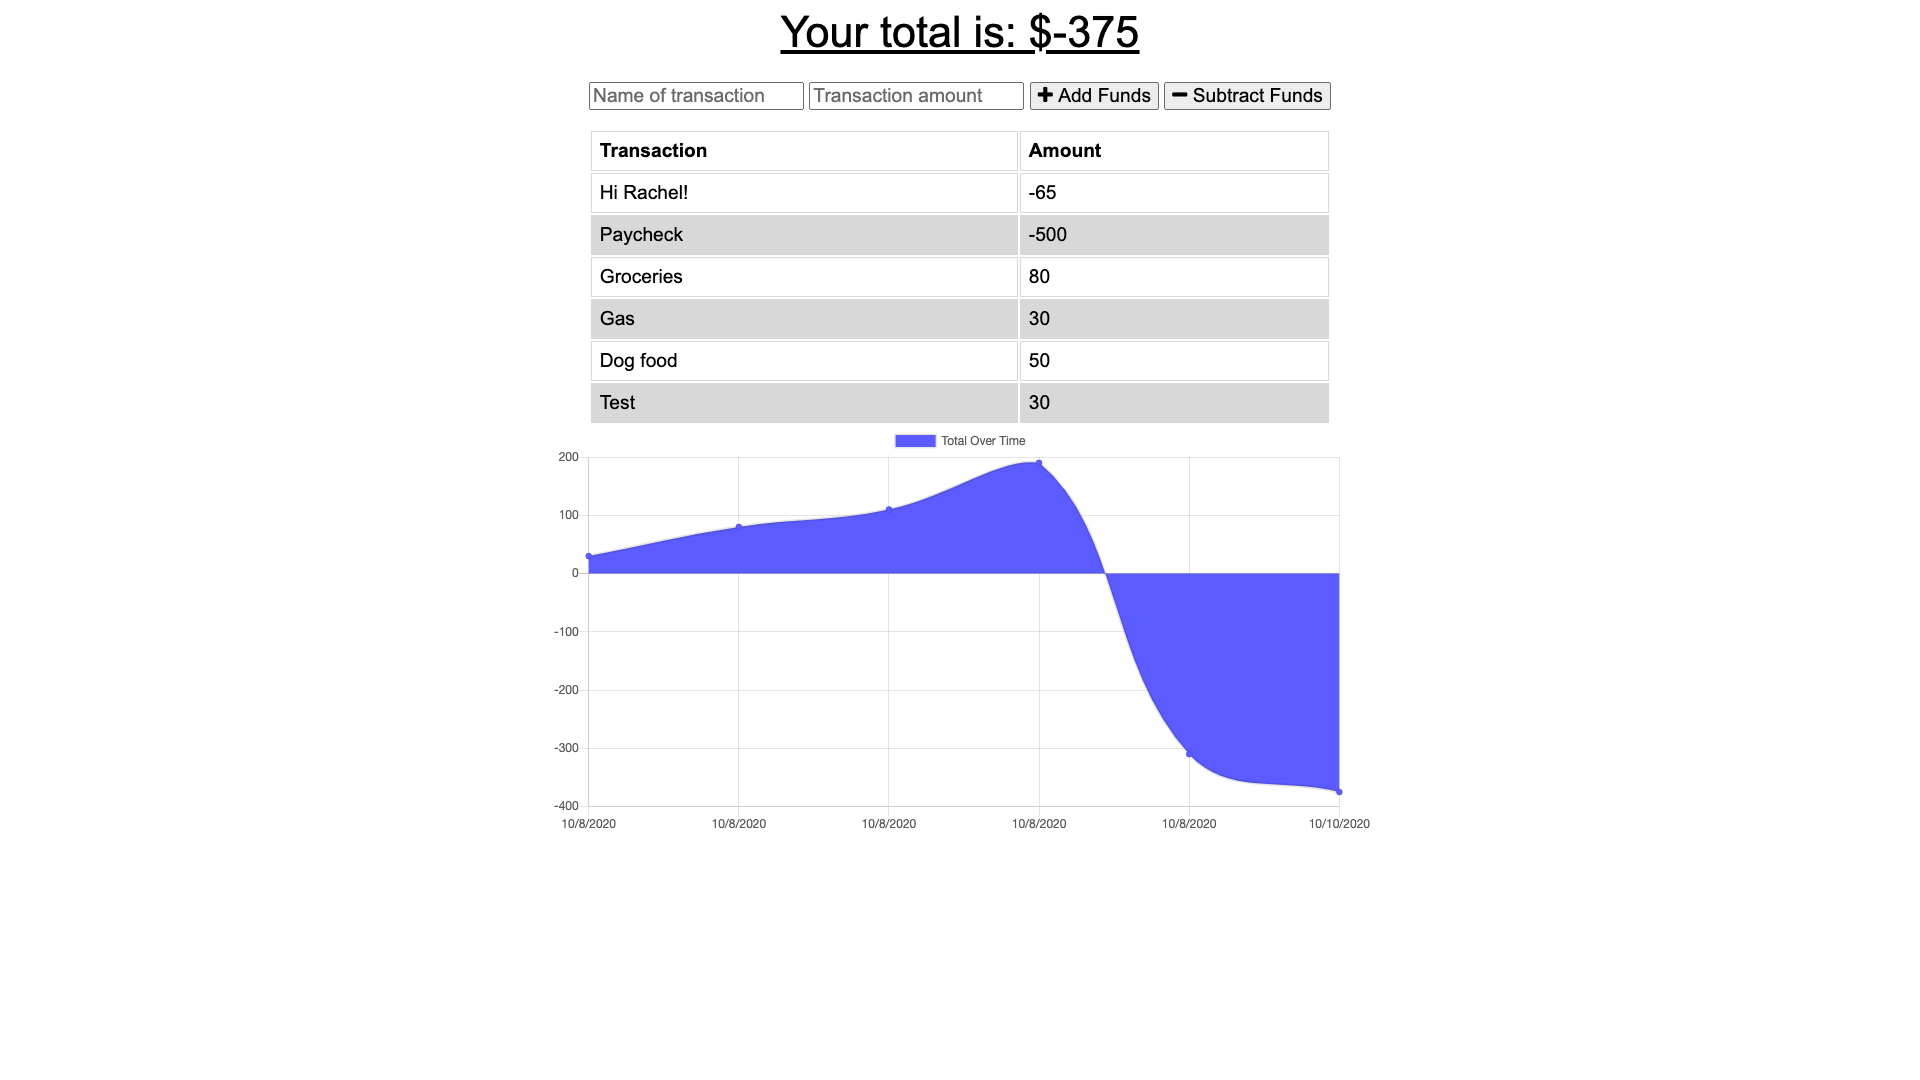 Your total is: $-375
Name of transaction Transaction amount Add Funds Subtract Funds
Transaction Amount
Hi Rachel! -65
Paycheck -500
Groceries 80
Gas 30
Dog food 50
Test 30
Total Over Time
200
100
0
-100
-200
-300
-400
10/8/2020 10/8/2020 10/8/2020 10/8/2020 10/8/2020 10/10/2020